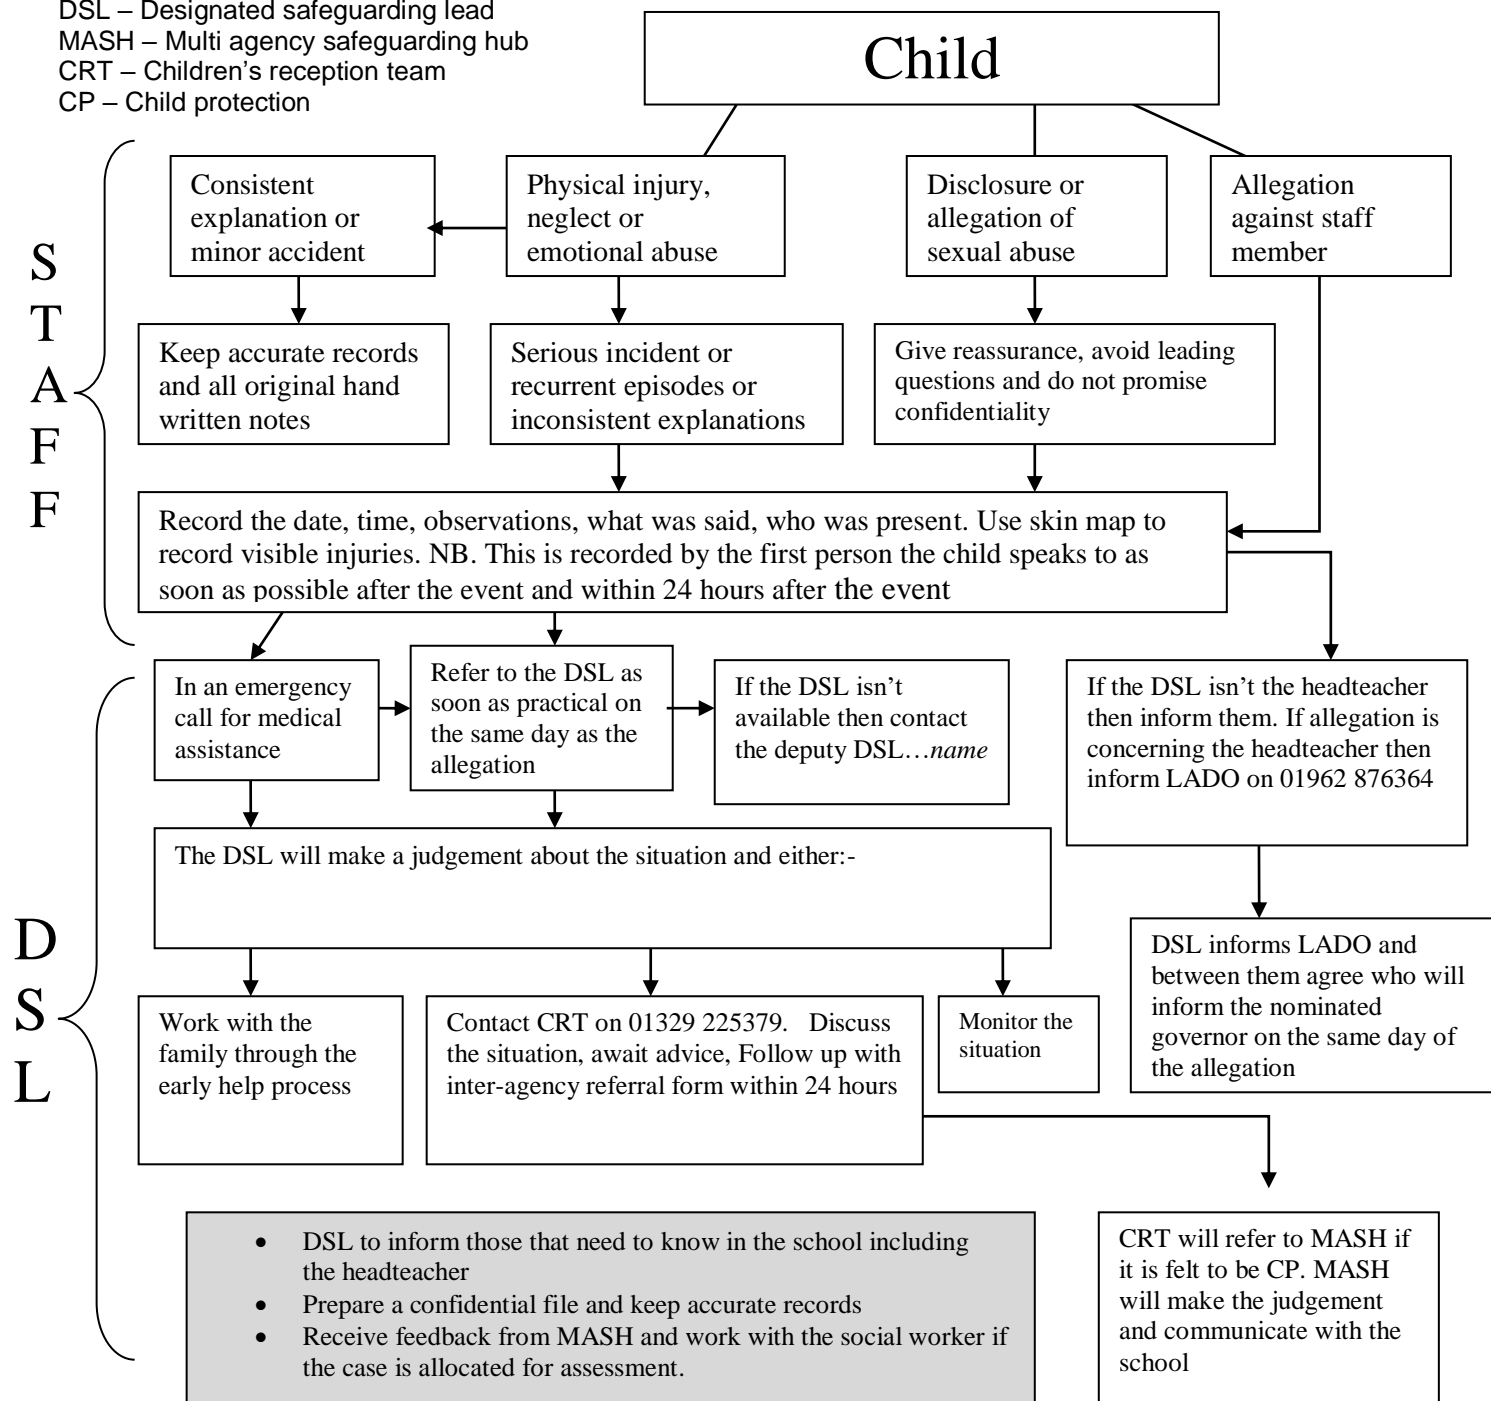 DSL – Designated safeguarding lead
MASH – Multi agency safeguarding hub
CRT – Children's reception team
CP – Child protection
Child
S
T
A
F
F
Consistent
explanation or
minor accident
Physical injury,
neglect or
emotional abuse
Disclosure or
allegation of
sexual abuse
Allegation
against staff
member
Keep accurate records
and all original hand
written notes
Serious incident or
recurrent episodes or
inconsistent explanations
Give reassurance, avoid leading
questions and do not promise
confidentiality
Record the date, time, observations, what was said, who was present. Use skin map to
record visible injuries. NB. This is recorded by the first person the child speaks to as
soon as possible after the event and within 24 hours after the event
D
S
L
In an emergency
call for medical
assistance
Refer to the DSL as
soon as practical on
the same day as the
allegation
If the DSL isn't
available then contact
the deputy DSL…name
If the DSL isn't the headteacher
then inform them. If allegation is
concerning the headteacher then
inform LADO on 01962 876364
The DSL will make a judgement about the situation and either:-
DSL informs LADO and
between them agree who will
inform the nominated
governor on the same day of
the allegation
Work with the
family through the
early help process
Contact CRT on 01329 225379. Discuss
the situation, await advice, Follow up with
inter-agency referral form within 24 hours
Monitor the
situation
• DSL to inform those that need to know in the school including
the headteacher
• Prepare a confidential file and keep accurate records
• Receive feedback from MASH and work with the social worker if
the case is allocated for assessment.
CRT will refer to MASH if
it is felt to be CP. MASH
will make the judgement
and communicate with the
school